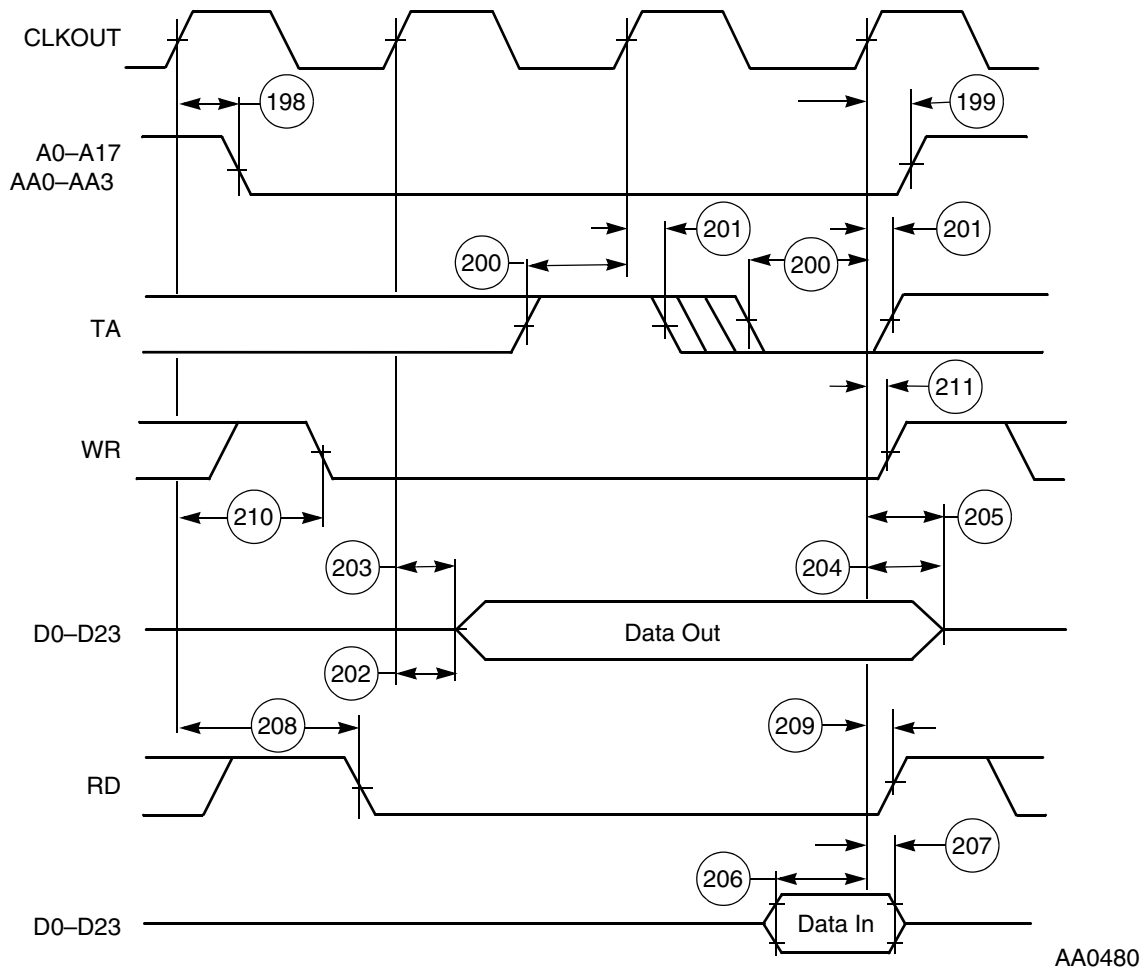 CLKOUT
198
199
A0–A17
AA0–AA3
201
201
200
200
TA
211
WR
210
205
203
204
D0–D23
Data Out
202
208
209
RD
207
206
D0–D23
Data In
AA0480